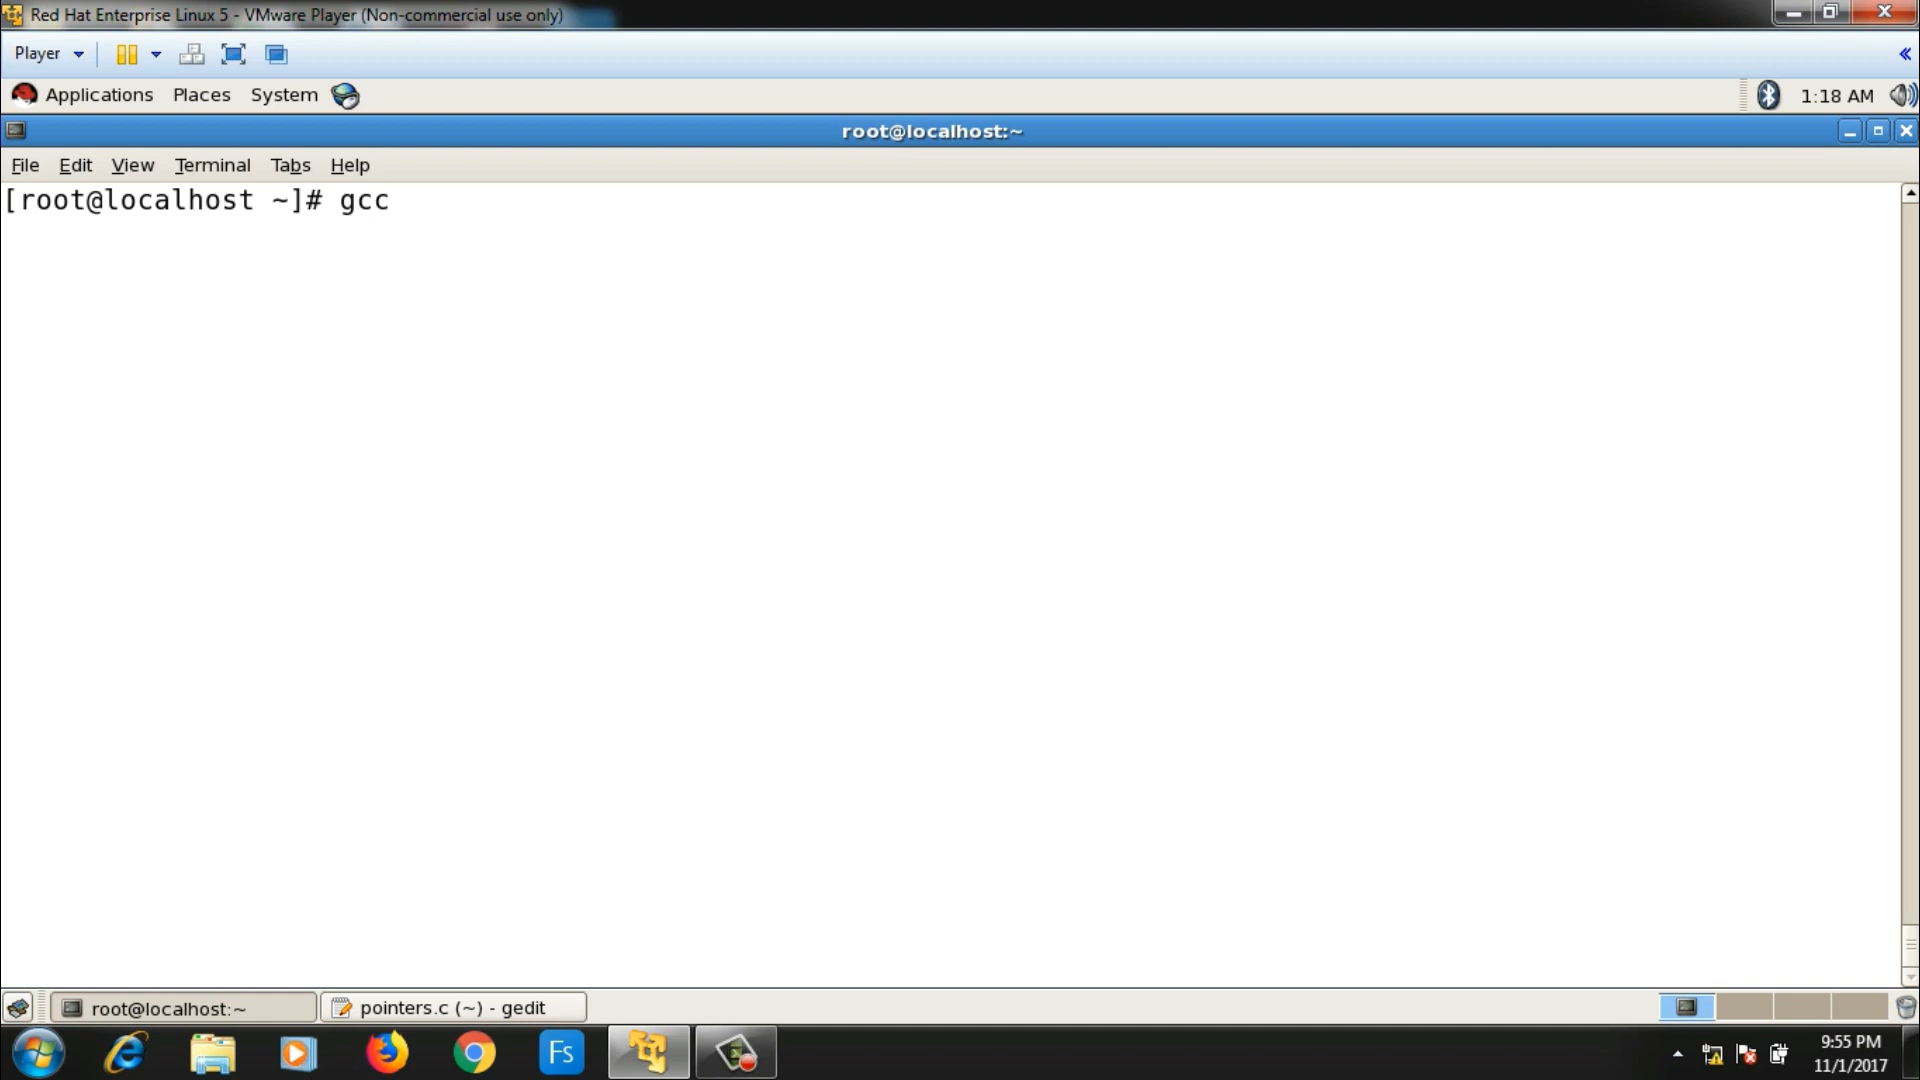 Red Hat Enterprise Linux 5 - VMware Player (Non-commercial use only)
Player
Applications Places System
1:18 AM
root@localhost:~
File Edit View Terminal Tabs Help
[root@localhost ~]# gcc
root@localhost:~
pointers.c (~) - gedit
Fs
9:55 PM
11/1/2017